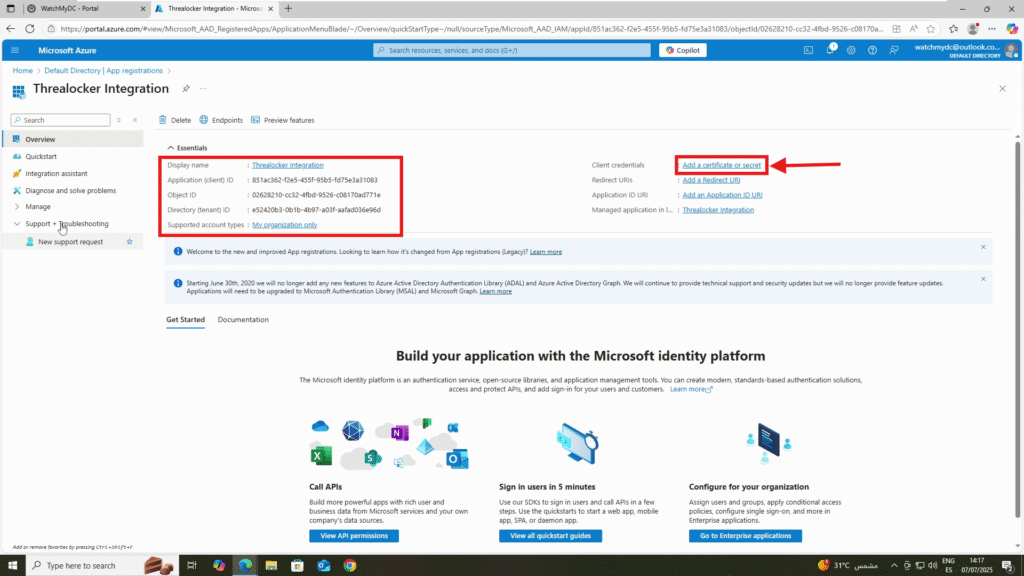 WatchMyDC - Portal
Threalocker Integration - Microso
https://portal.azure.com/#view/Microsoft_AAD_RegisteredApps/ApplicationMenuBlade/~/Overview/quickStartType~/null/sourceType/Microsoft_AAD_IAM/appId/851ac362-f2e5-455f-95b5-fd75e3a31083/objectId/02628210-cc32-4fbd-9526-c08170a...
Microsoft Azure
Search resources, services, and docs (G+/)
Copilot
1
watchmydc@outlook.co...
DEFAULT DIRECTORY
Home > Default Directory | App registrations >
Threalocker Integration
Search
Delete
Endpoints
Preview features
Overview
Quickstart
Integration assistant
Diagnose and solve problems
Manage
Support + Troubleshooting
New support request
Essentials
Display name : Threalocker Integration
Application (client) ID : 851ac362-f2e5-455f-95b5-fd75e3a31083
Object ID : 02628210-cc32-4fbd-9526-c08170ad771e
Directory (tenant) ID : e52420b3-0b1b-4b97-a03f-aafad036e96d
Supported account types : My organization only
Client credentials : Add a certificate or secret
Redirect URIs : Add a Redirect URI
Application ID URI : Add an Application ID URI
Managed application in l... : Threalocker Integration
Welcome to the new and improved App registrations. Looking to learn how it's changed from App registrations (Legacy)? Learn more
Starting June 30th, 2020 we will no longer add any new features to Azure Active Directory Authentication Library (ADAL) and Azure Active Directory Graph. We will continue to provide technical support and security updates but we will no longer provide feature updates.
Applications will need to be upgraded to Microsoft Authentication Library (MSAL) and Microsoft Graph. Learn more
Get Started
Documentation
Build your application with the Microsoft identity platform
The Microsoft identity platform is an authentication service, open-source libraries, and application management tools. You can create modern, standards-based authentication solutions,
access and protect APIs, and add sign-in for your users and customers. Learn more
Call APIs
Build more powerful apps with rich user and
business data from Microsoft services and your own
company's data sources.
View API permissions
Sign in users in 5 minutes
Use our SDKs to sign in users and call APIs in a few
steps. Use the quickstarts to start a web app, mobile
app, SPA, or daemon app.
View all quickstart guides
Configure for your organization
Assign users and groups, apply conditional access
policies, configure single sign-on, and more in
Enterprise applications.
Go to Enterprise applications
Add or remove favorites by pressing Ctrl+Shift+F
Type here to search
31°C مشمس
ENG
ES
14:17
07/07/2025
2